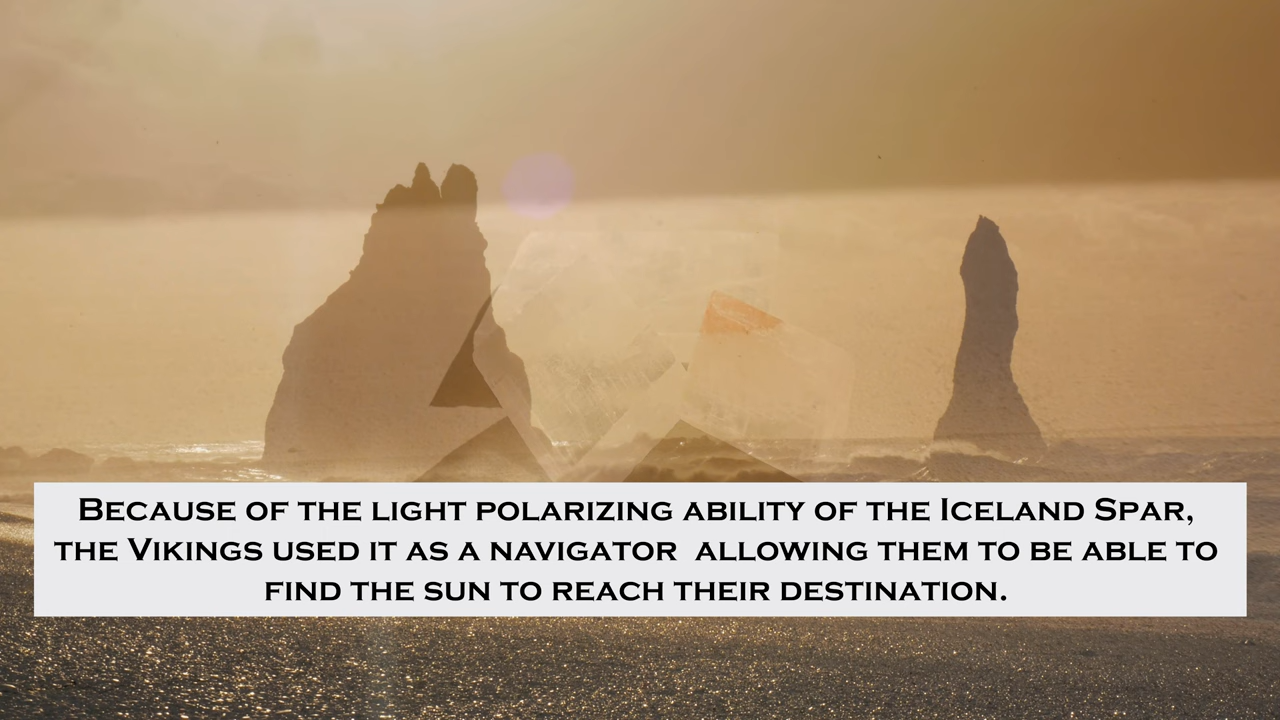 Because of the light polarizing ability of the Iceland Spar,
the Vikings used it as a navigator  allowing them to be able to
find the sun to reach their destination.